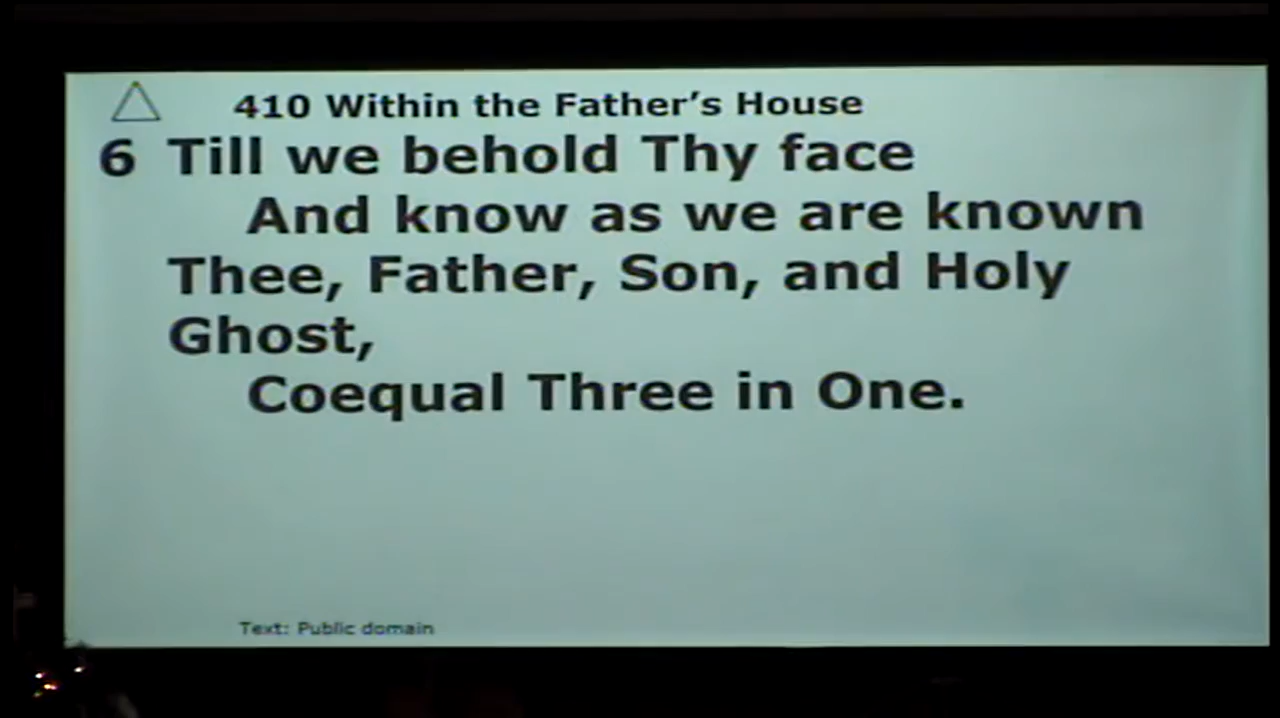 410 Within the Father's House
6 Till we behold Thy face
And know as we are known
Thee, Father, Son, and Holy
Ghost,
Coequal Three in One.
Text: Public domain